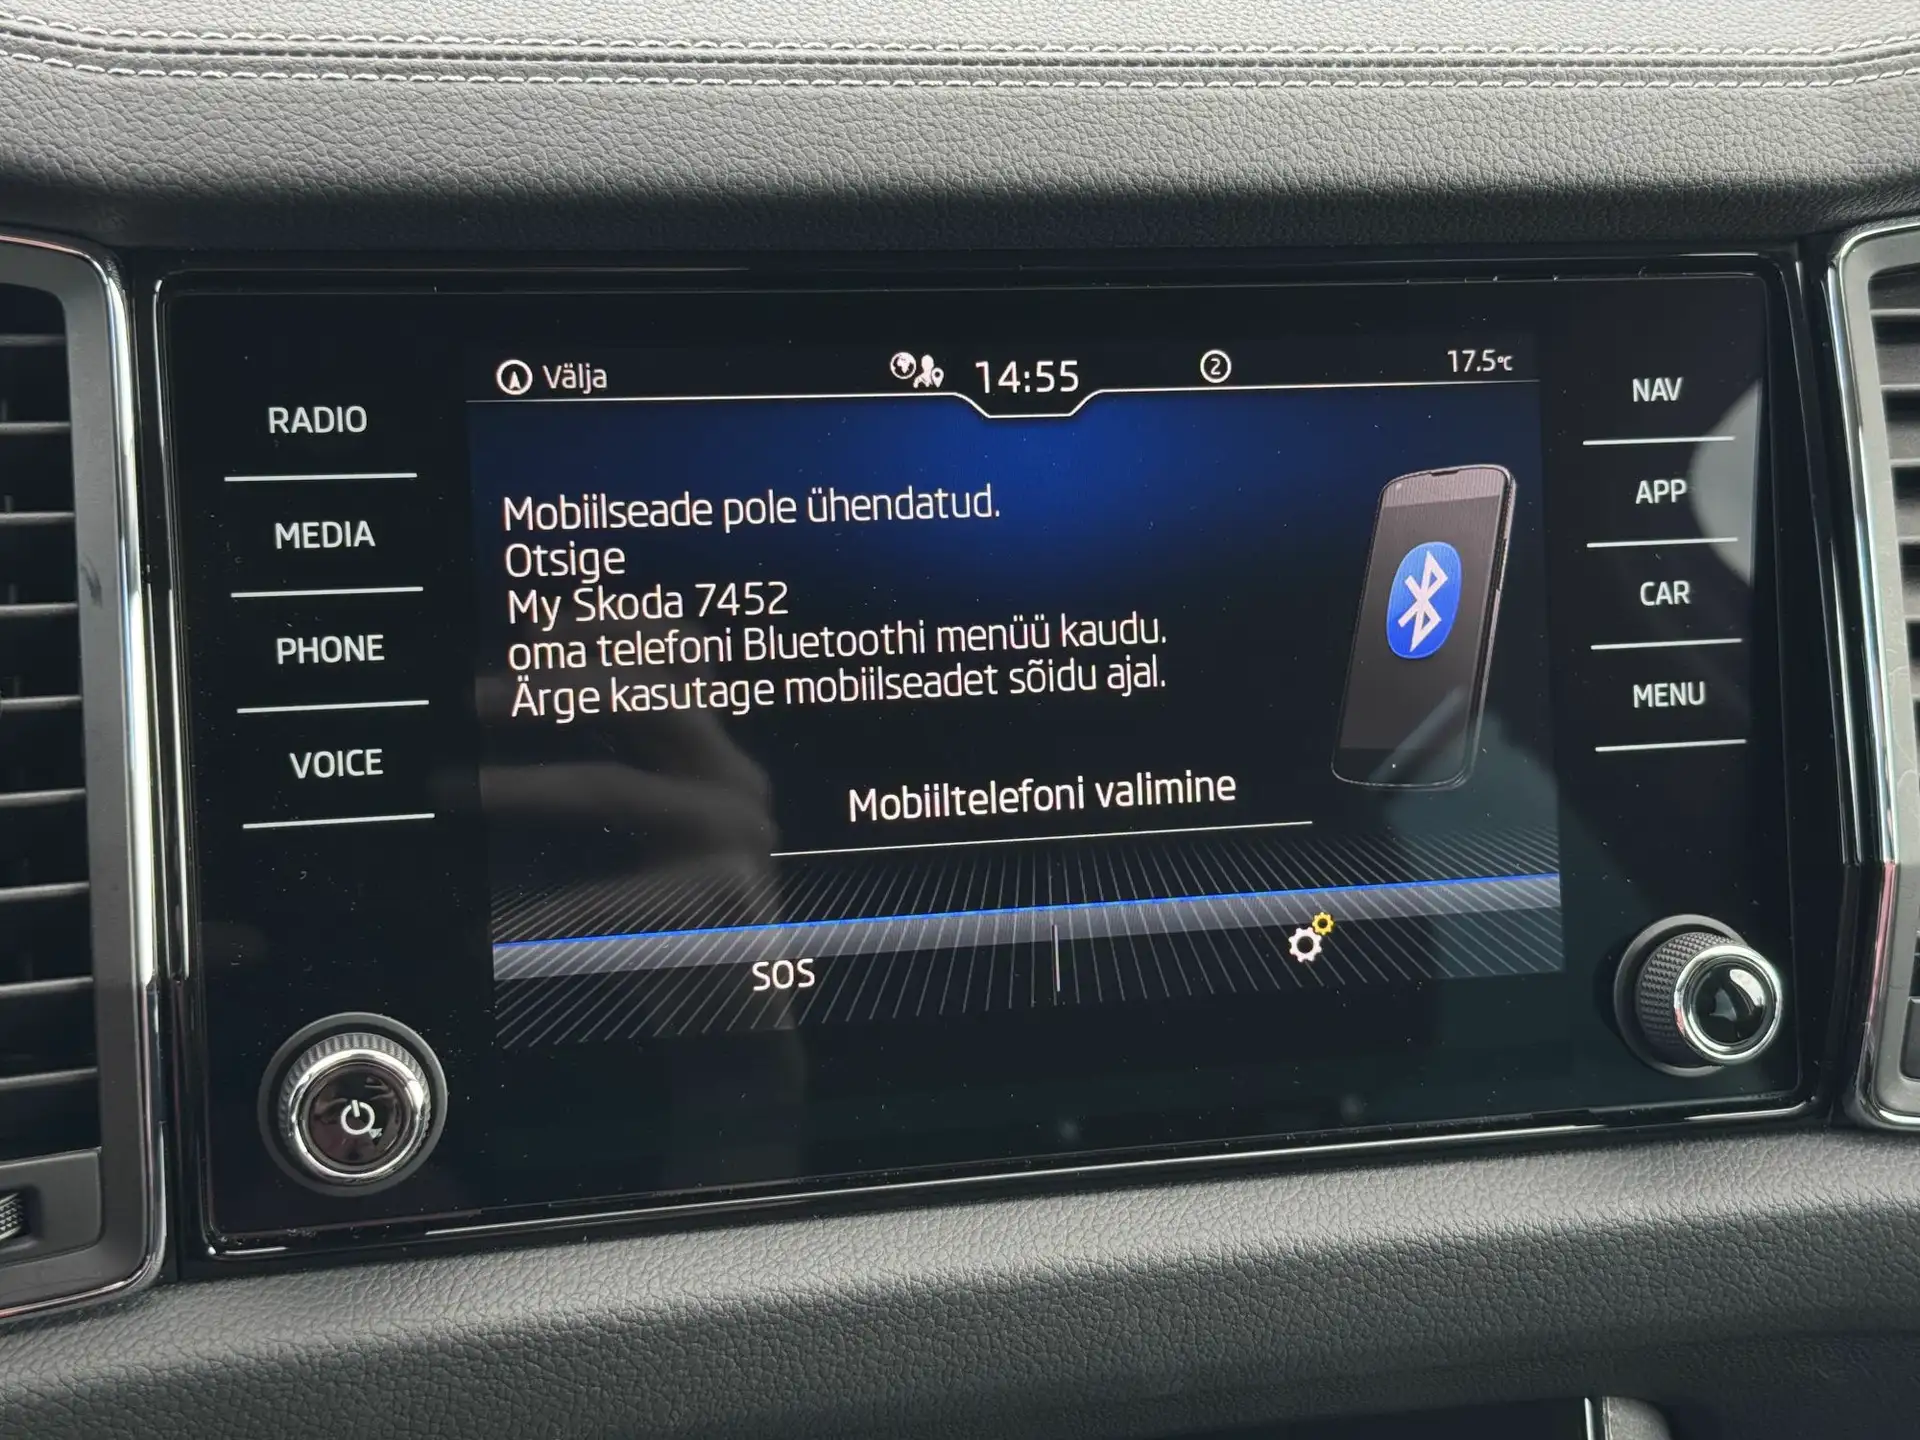 Välja 14:55 2 17.5°C
RADIO
MEDIA
PHONE
VOICE
Mobiilseade pole ühendatud.
Otsige
My Skoda 7452
oma telefoni Bluetoothi menüü kaudu.
Ärge kasutage mobiilseadet sõidu ajal.
Mobiiltelefoni valimine
SOS
NAV
APP
CAR
MENU